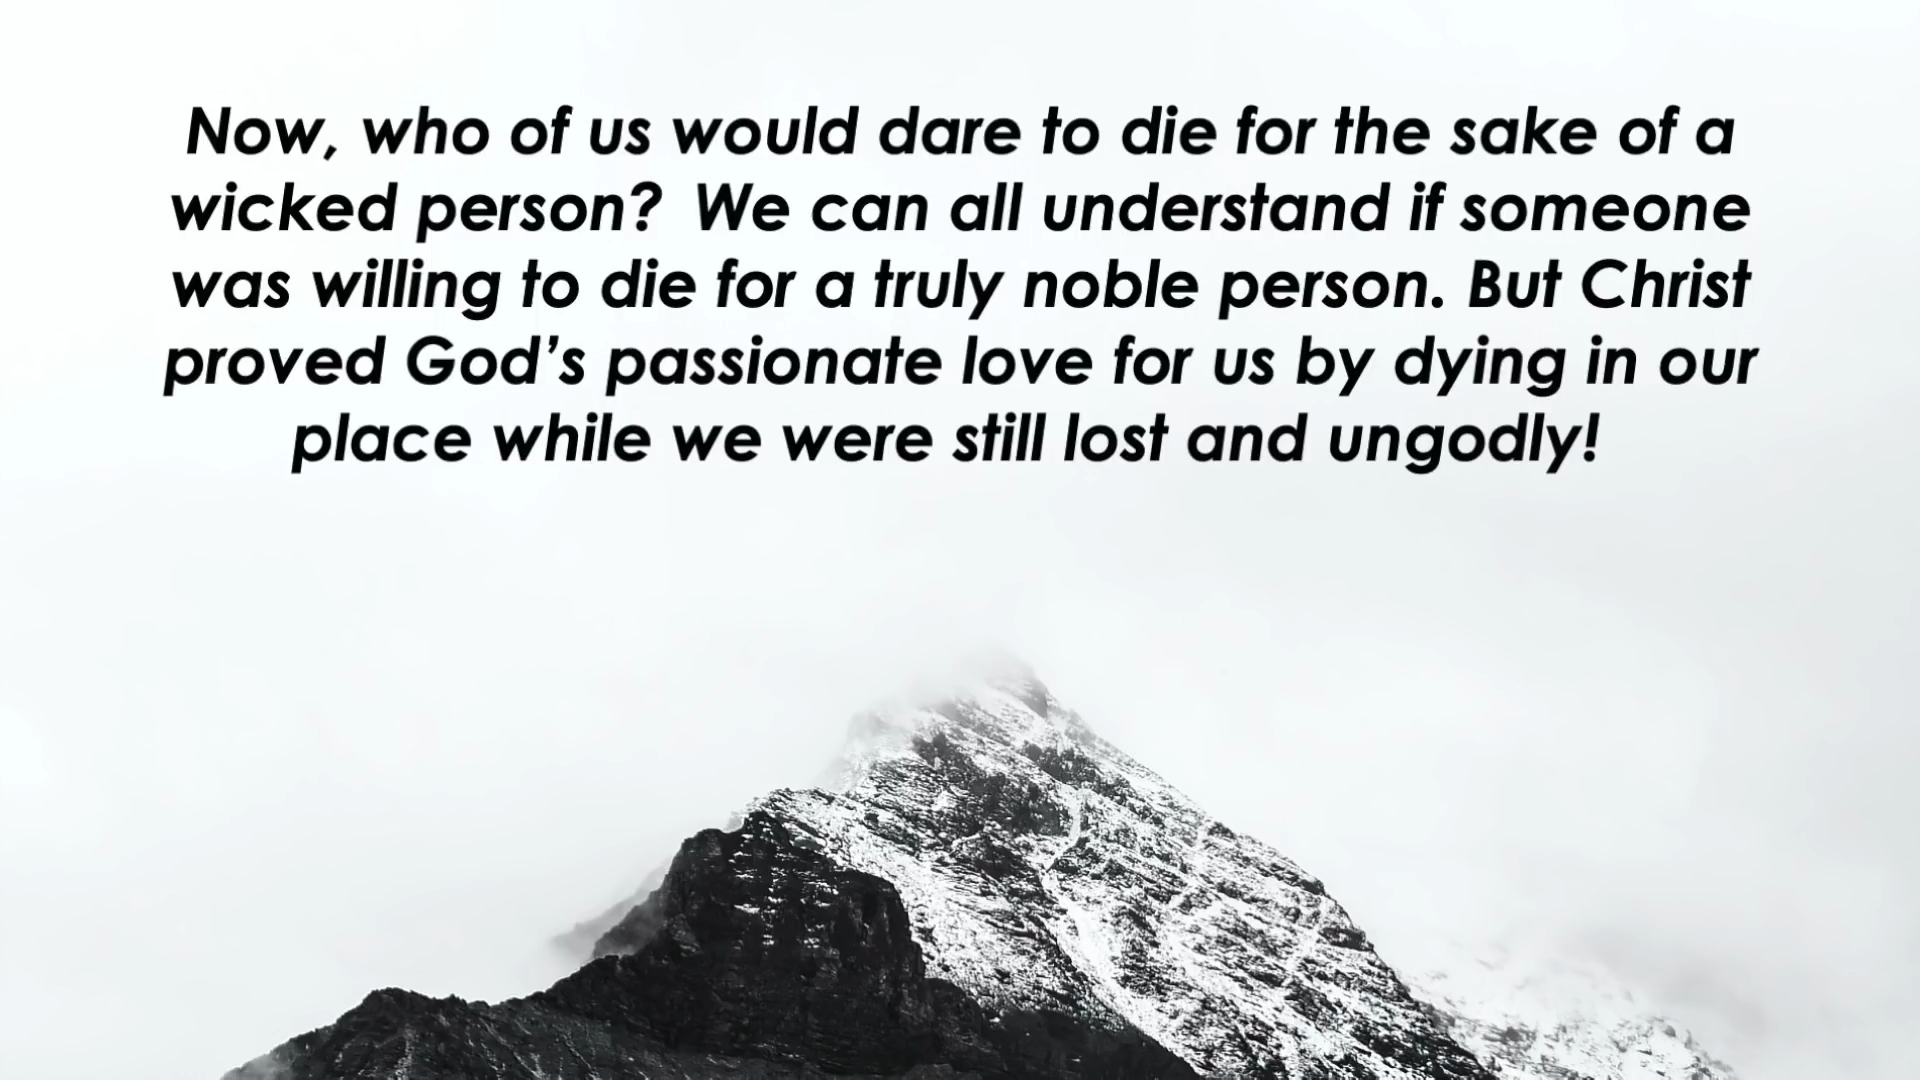 Now, who of us would dare to die for the sake of a
wicked person?  We can all understand if someone
was willing to die for a truly noble person. But Christ
proved God’s passionate love for us by dying in our
place while we were still lost and ungodly!